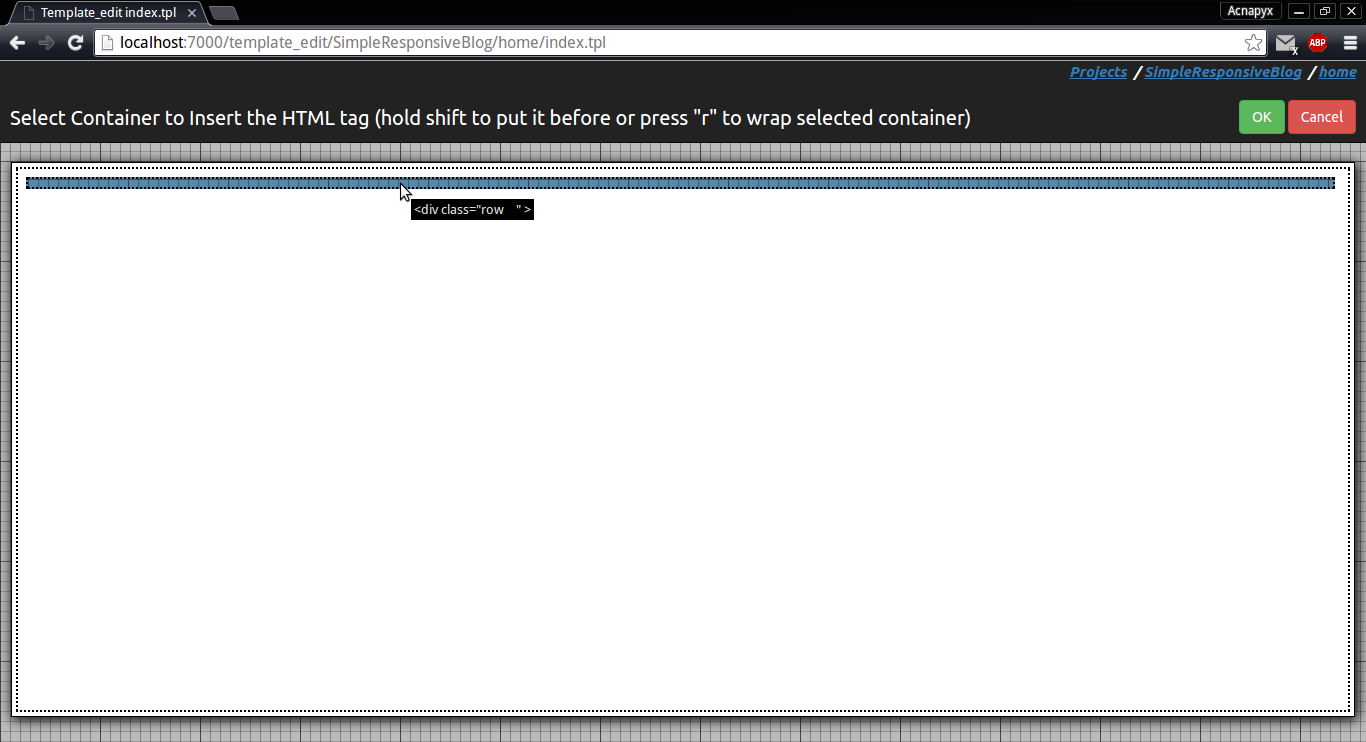 Template_edit index.tpl
Acnapyx
localhost:7000/template_edit/SimpleResponsiveBlog/home/index.tpl
ABP
x
Projects / SimpleResponsiveBlog / home
Select Container to Insert the HTML tag (hold shift to put it before or press "r" to wrap selected container)
OK
Cancel
<div class="row    " >